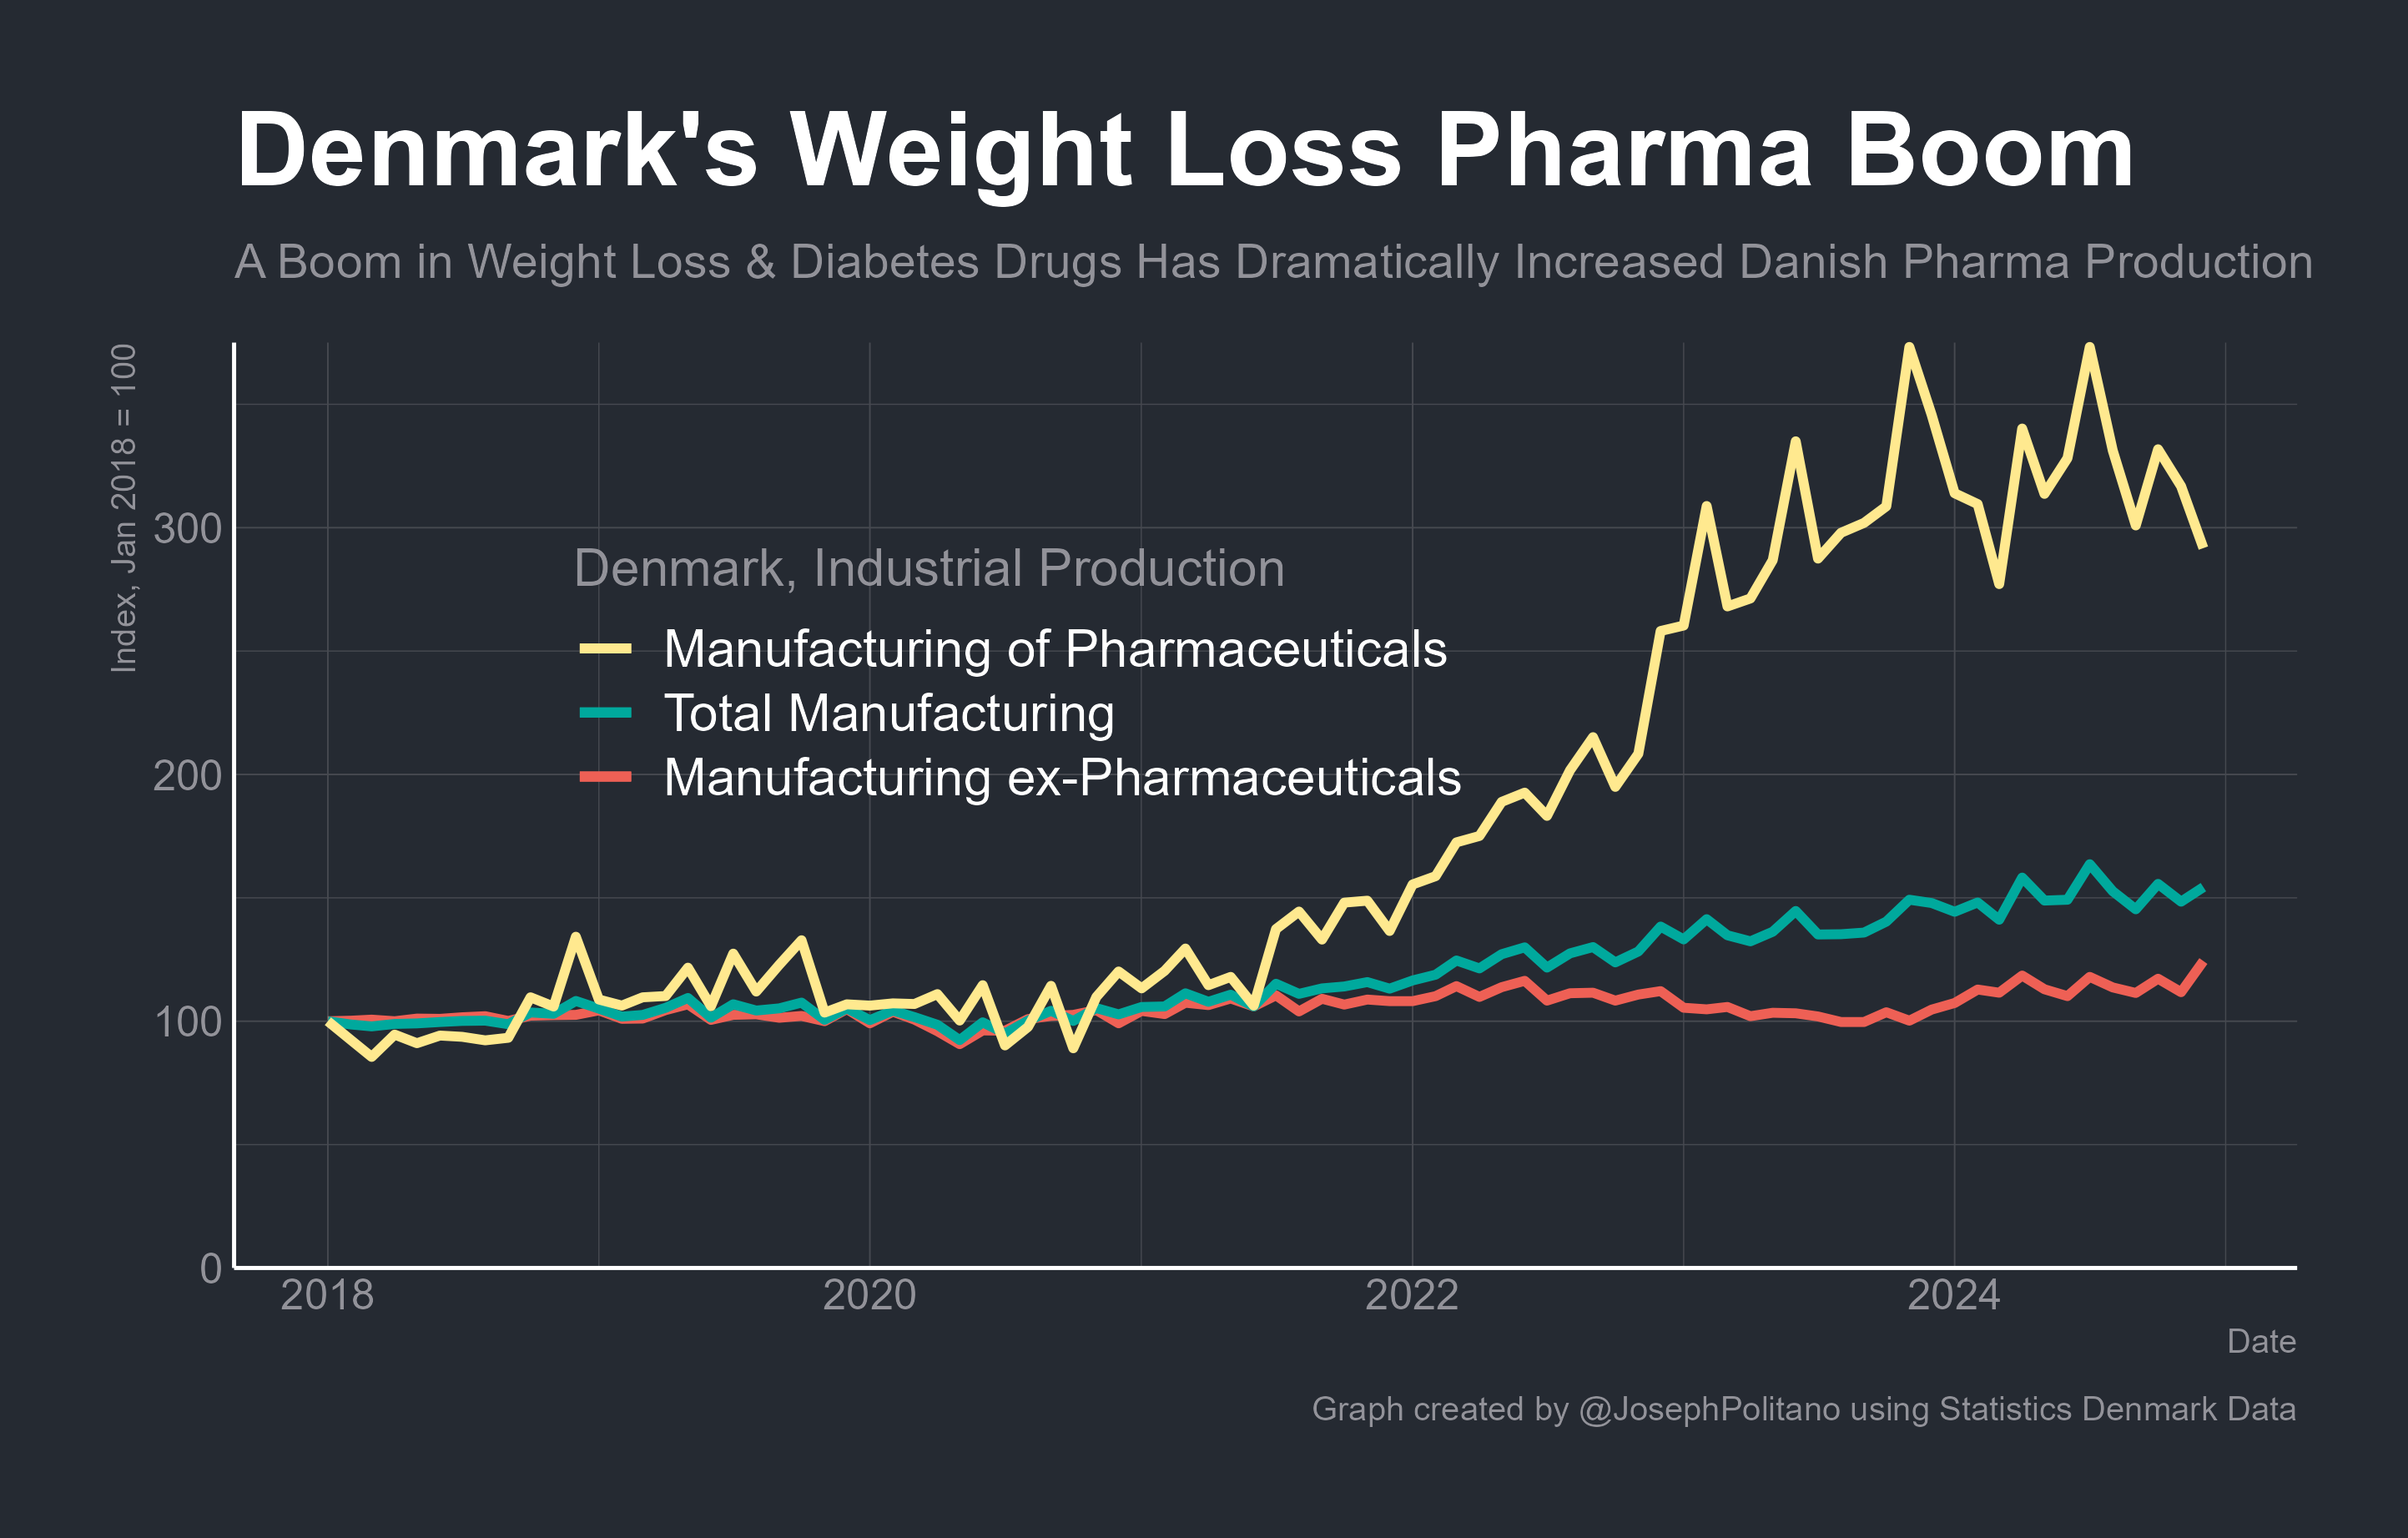 Denmark's Weight Loss Pharma Boom
A Boom in Weight Loss & Diabetes Drugs Has Dramatically Increased Danish Pharma Production
Index, Jan 2018 = 100
300
200
100
0
Denmark, Industrial Production
Manufacturing of Pharmaceuticals
Total Manufacturing
Manufacturing ex-Pharmaceuticals
2018 2020 2022 2024
Date
Graph created by @JosephPolitano using Statistics Denmark Data